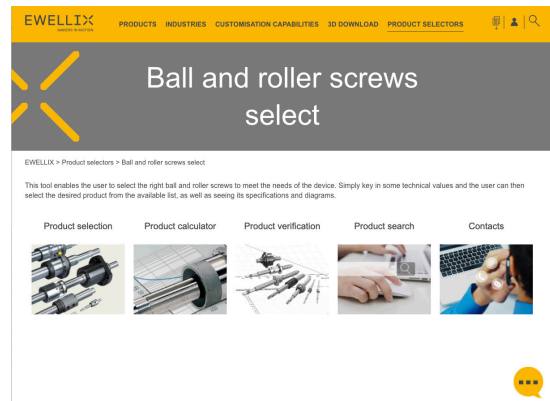 EWELLIX
MAKERS IN MOTION
PRODUCTS INDUSTRIES CUSTOMISATION CAPABILITIES 3D DOWNLOAD PRODUCT SELECTORS
Ball and roller screws
select
EWELLIX > Product selectors > Ball and roller screws select
This tool enables the user to select the right ball and roller screws to meet the needs of the device. Simply key in some technical values and the user can then
select the desired product from the available list, as well as seeing its specifications and diagrams.
Product selection Product calculator Product verification Product search Contacts